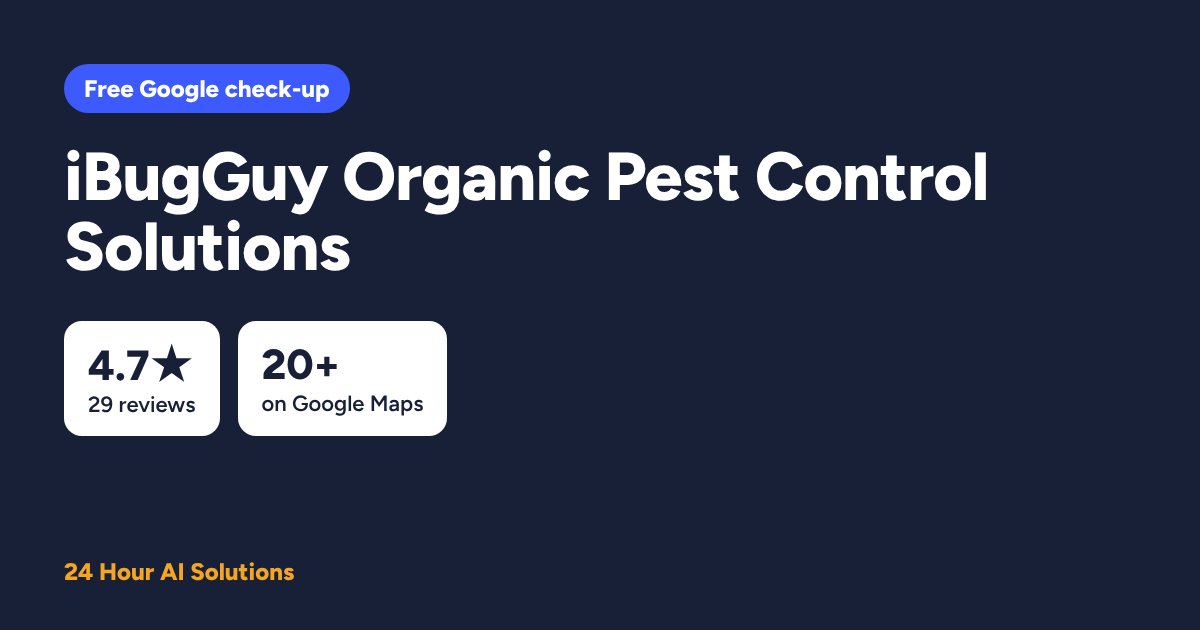 Free Google check-up
iBugGuy Organic Pest Control
Solutions
4.7★
29 reviews
20+
on Google Maps
24 Hour AI Solutions